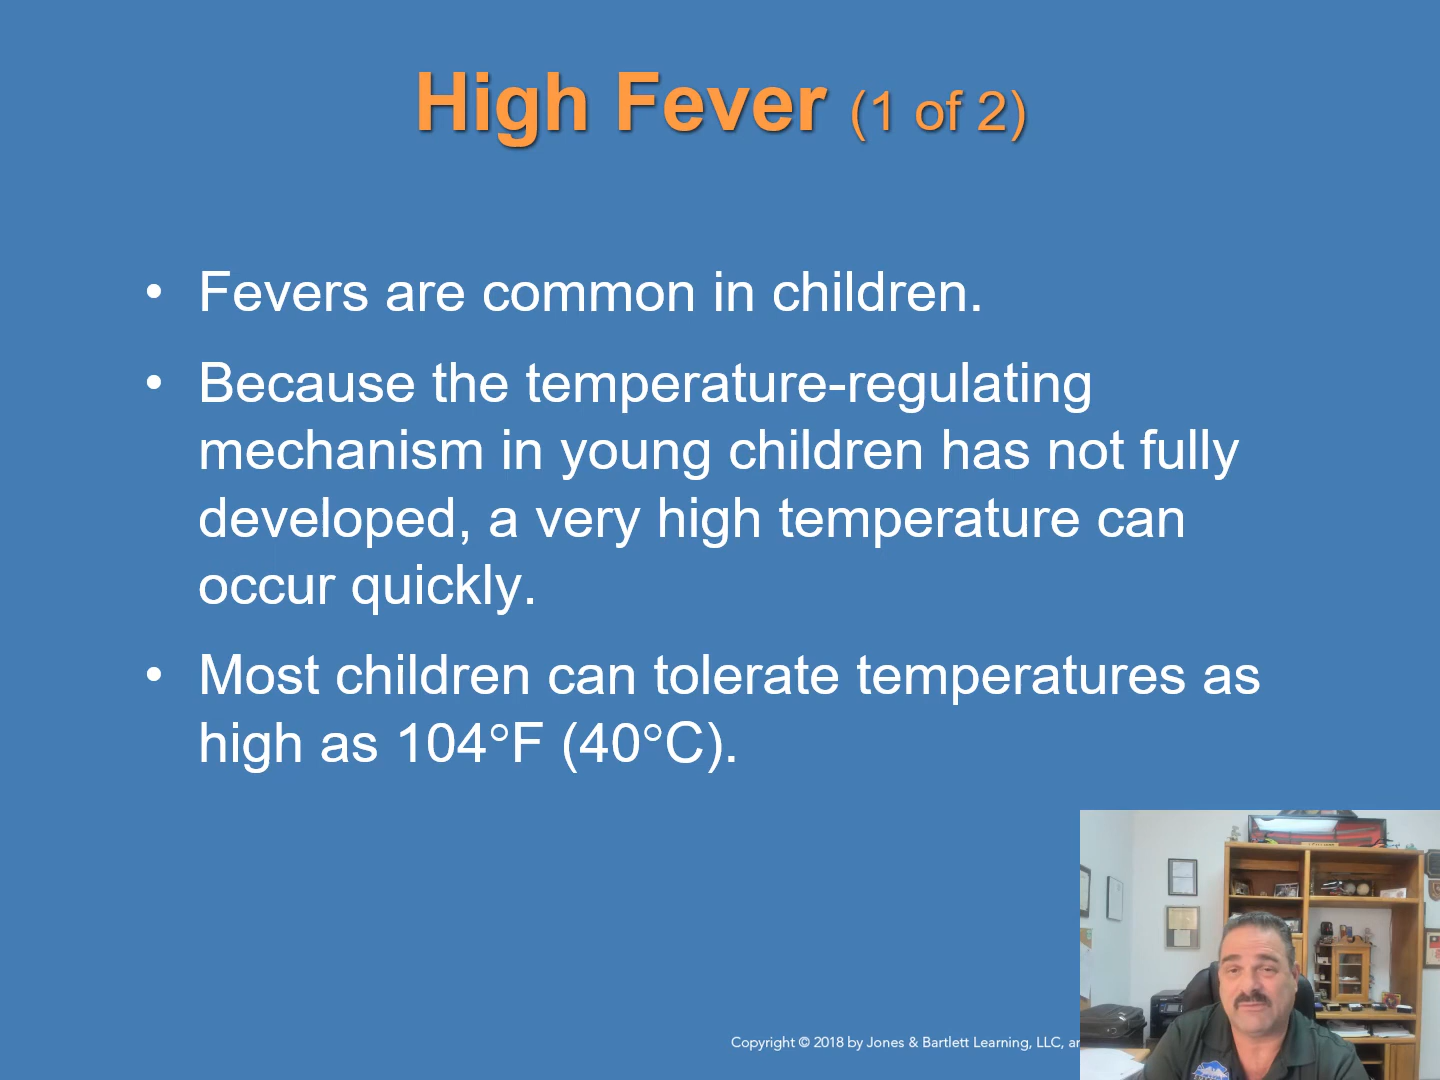 High Fever (1 of 2)
• Fevers are common in children.
• Because the temperature-regulating
mechanism in young children has not fully
developed, a very high temperature can
occur quickly.
• Most children can tolerate temperatures as
high as 104°F (40°C).
Copyright © 2018 by Jones & Bartlett Learning, LLC,